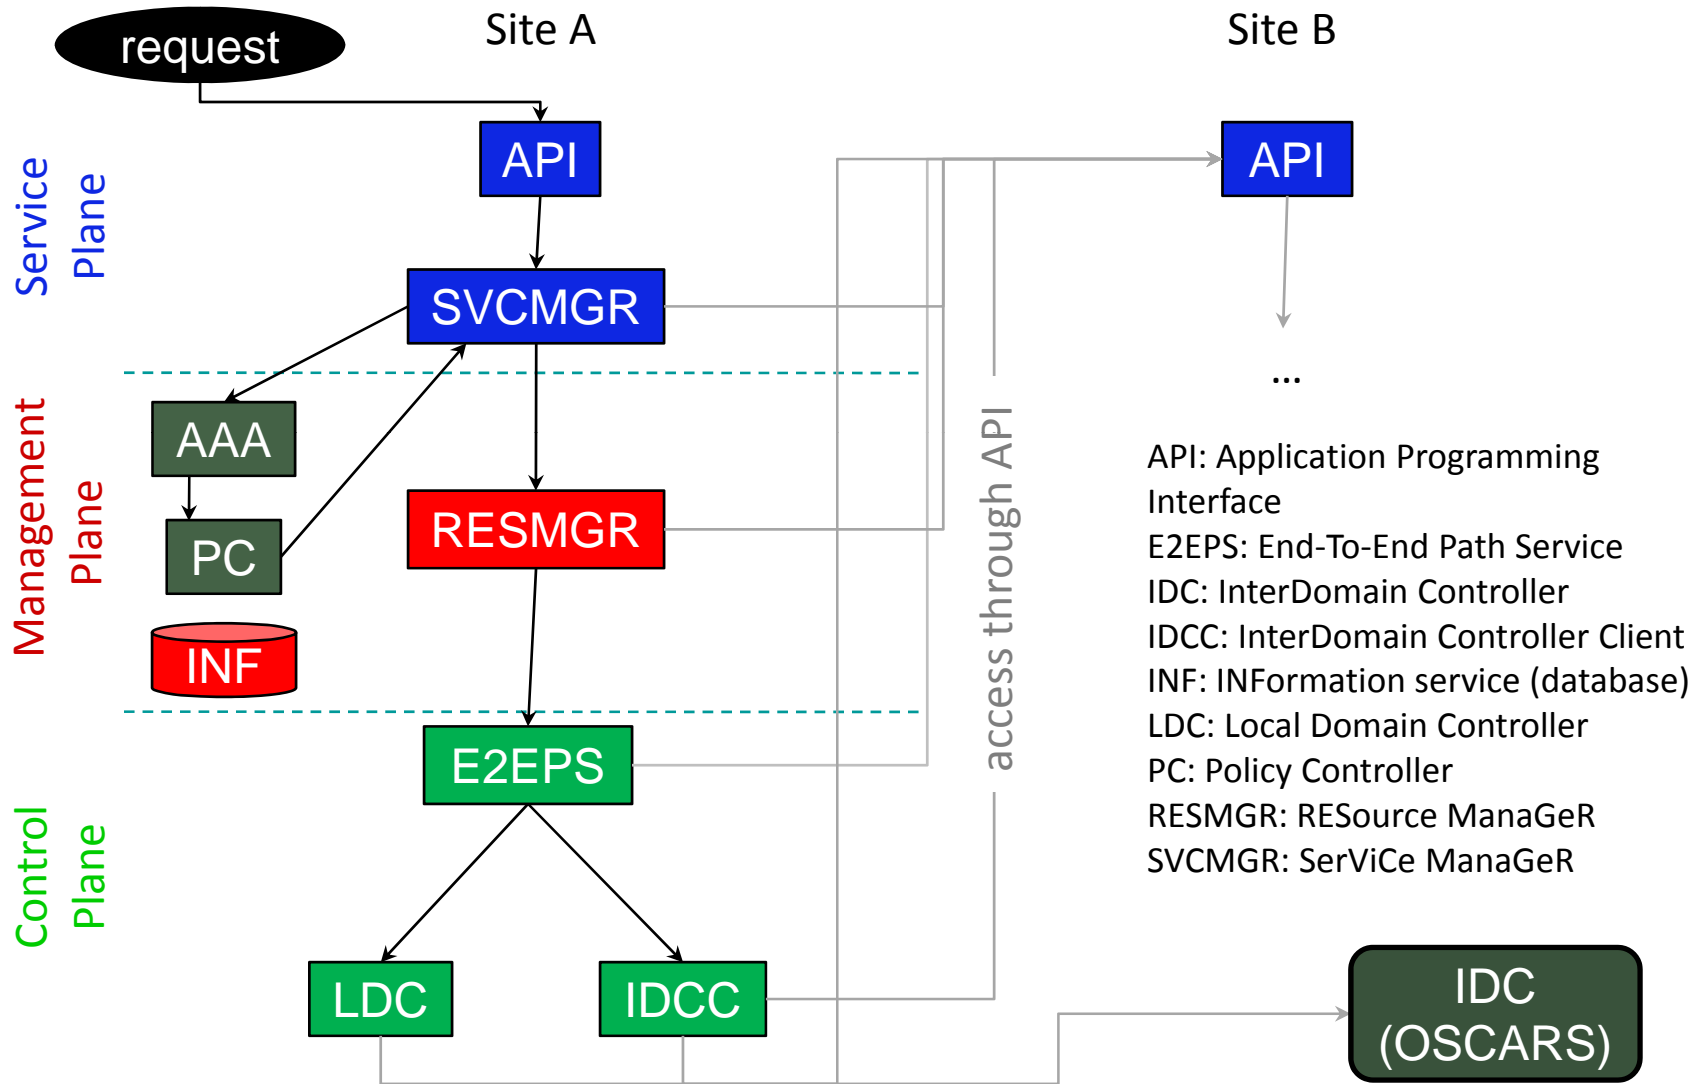 request
Site A
Site B
API
API
Service
Plane
SVCMGR
...
Management
Plane
AAA
PC
INF
RESMGR
access through API
API: Application Programming
Interface
E2EPS: End-To-End Path Service
IDC: InterDomain Controller
IDCC: InterDomain Controller Client
INF: INFormation service (database)
LDC: Local Domain Controller
PC: Policy Controller
RESMGR: RESource ManaGeR
SVCMGR: SerViCe ManaGeR
Control
Plane
E2EPS
LDC
IDCC
IDC
(OSCARS)